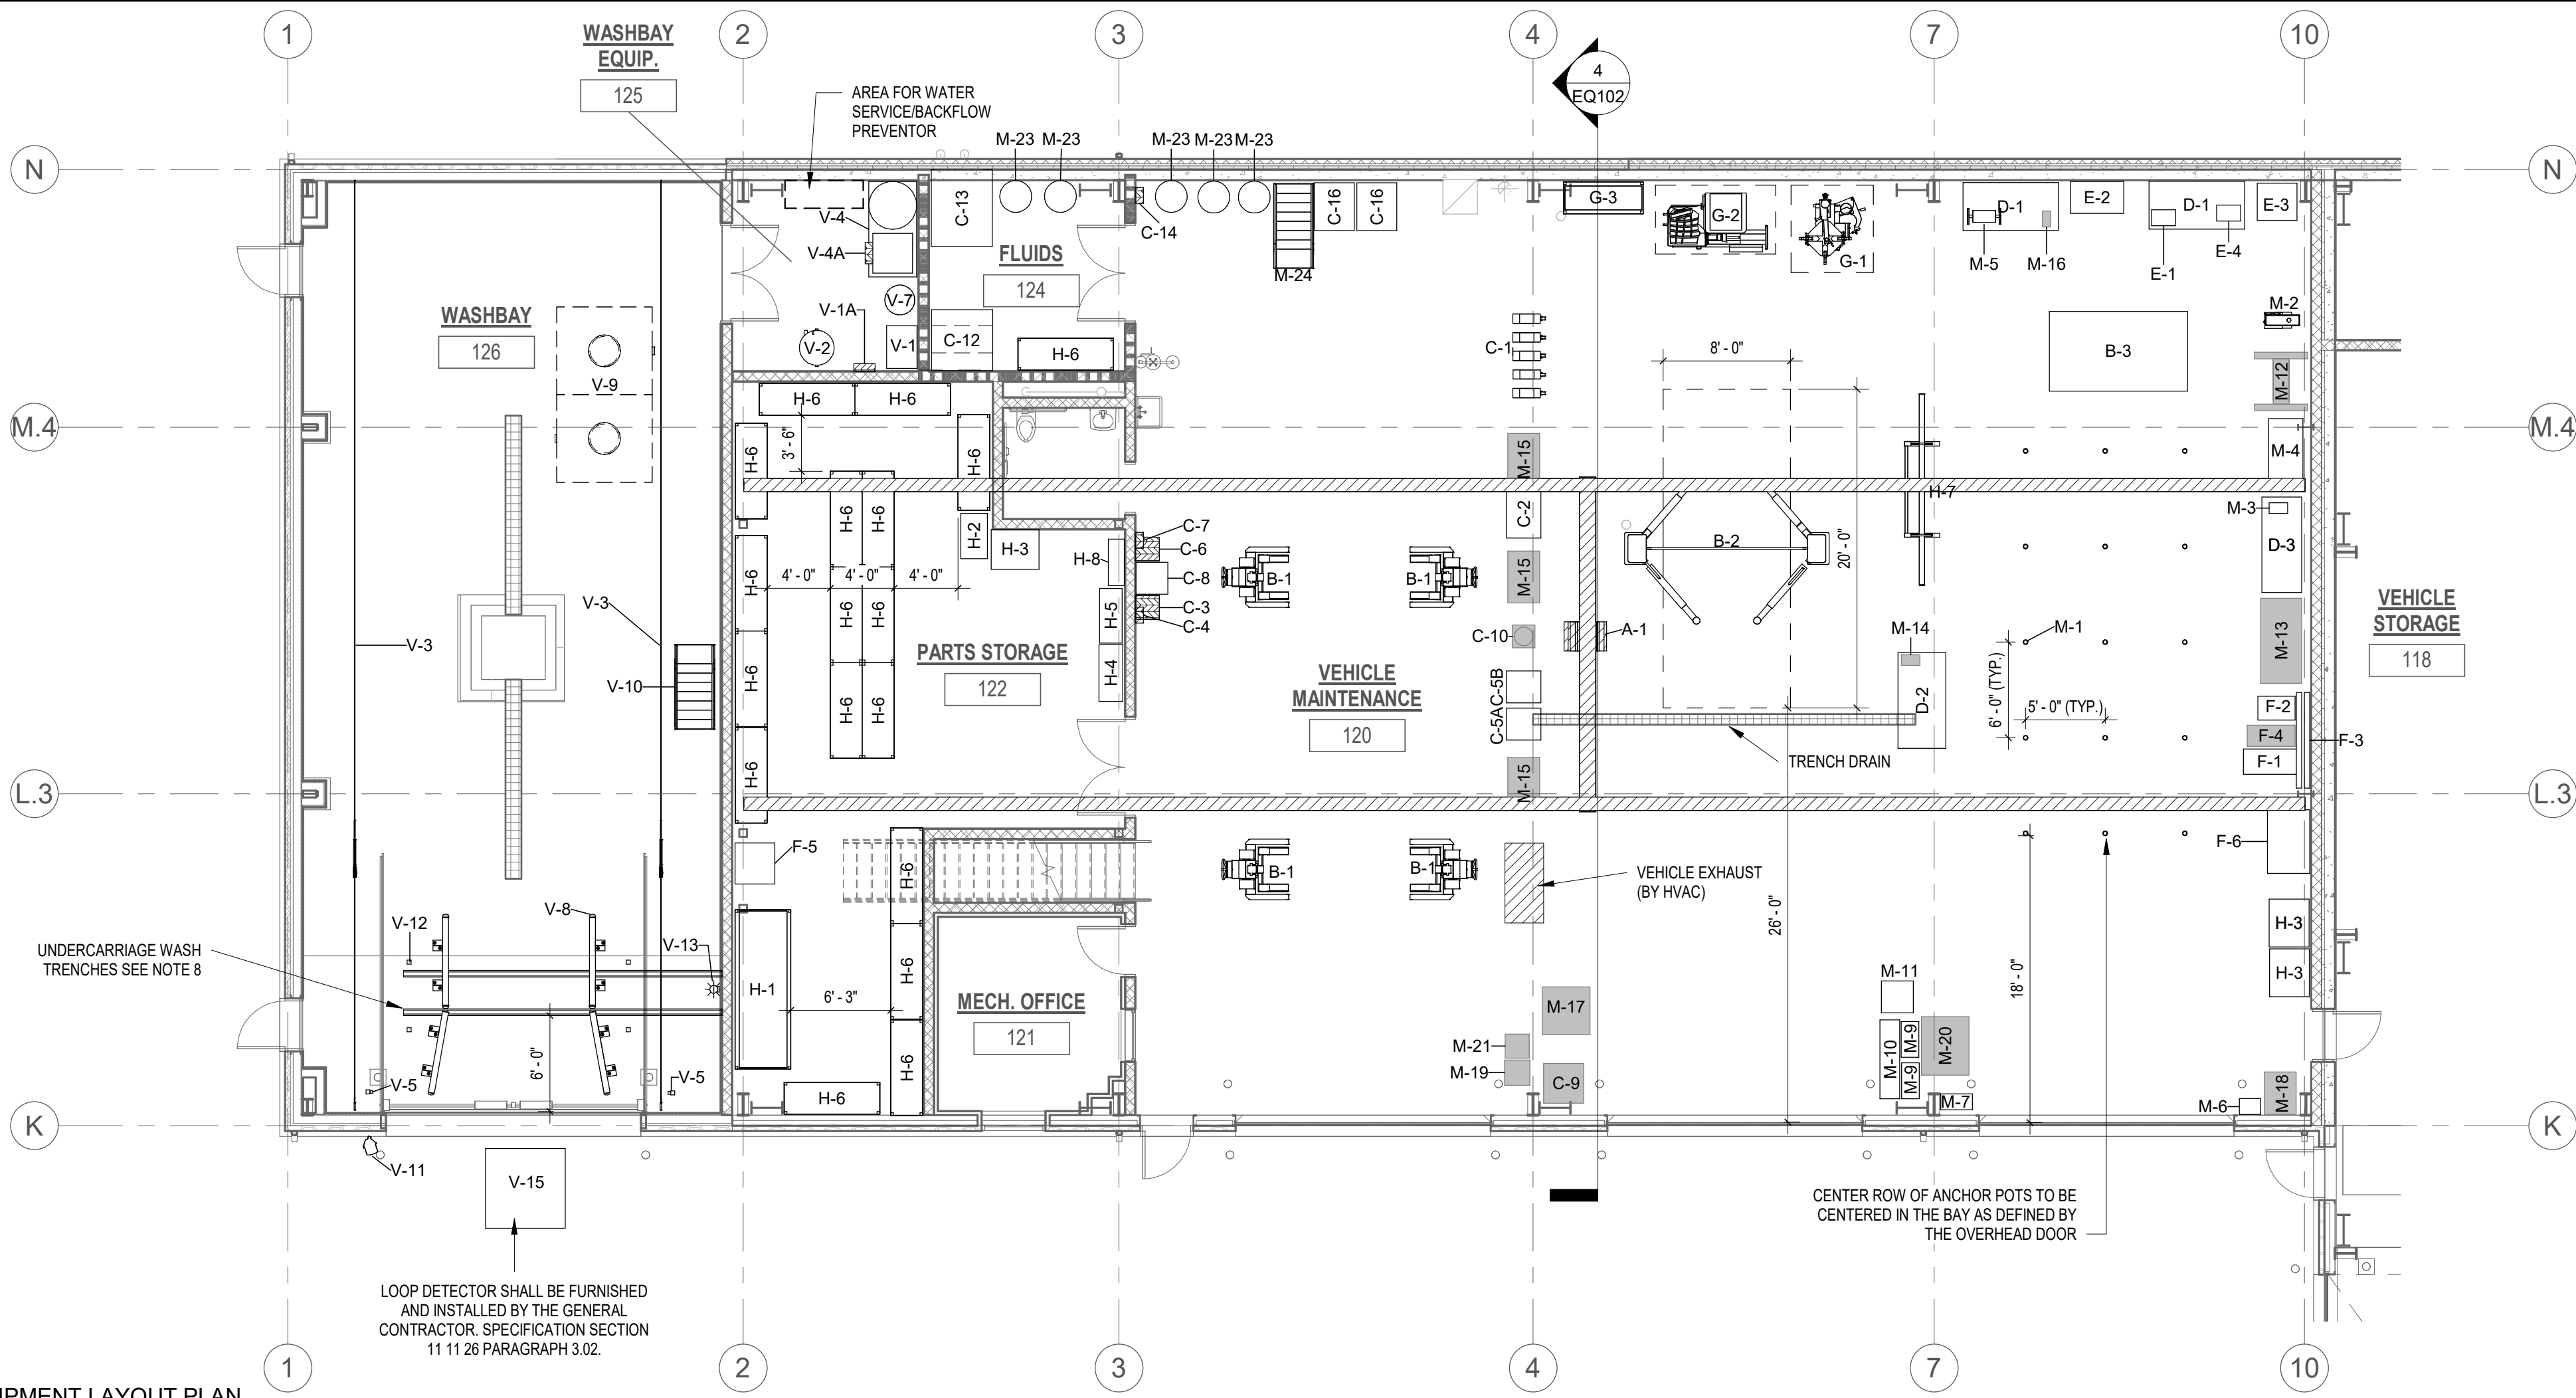 1
2
3
4
7
10
WASHBAY
EQUIP.
125
AREA FOR WATER
SERVICE/BACKFLOW
PREVENTOR
4
EQ102
N
N
M-23
M-23
M-23
M-23
M-23
V-4
V-4A
V-7
V-1A
V-2
V-1
C-13
FLUIDS
124
C-12
H-6
C-14
M-24
C-16
C-16
G-3
G-2
G-1
D-1
M-5
M-16
E-2
D-1
E-1
E-4
E-3
M-2
B-3
M-12
WASHBAY
126
V-9
C-1
8' - 0"
M.4
M.4
H-6
H-6
H-6
3' - 6"
H-6
M-15
M-4
H-7
H-6
H-6
H-2
H-3
C-7
C-6
H-8
C-8
C-2
M-15
B-2
20' - 0"
M-3
D-3
H-6
4' - 0"
4' - 0"
4' - 0"
H-6
H-6
H-5
C-3
C-4
B-1
B-1
C-10
A-1
M-14
M-1
M-13
VEHICLE
STORAGE
118
V-3
V-3
V-10
H-6
PARTS STORAGE
122
H-4
H-6
H-6
VEHICLE
MAINTENANCE
120
C-5B
C-5A
D-2
6' - 0" (TYP.)
5' - 0" (TYP.)
F-2
F-4
F-3
F-1
TRENCH DRAIN
H-6
M-15
L.3
L.3
F-5
H-6
B-1
B-1
VEHICLE EXHAUST
(BY HVAC)
F-6
26' - 0"
18' - 0"
H-3
H-3
UNDERCARRIAGE WASH
TRENCHES SEE NOTE 8
V-12
V-8
V-13
H-1
6' - 3"
H-6
MECH. OFFICE
121
M-17
M-11
M-21
M-19
C-9
M-10
M-9
M-9
M-20
M-7
M-6
M-18
6' - 0"
V-5
V-5
H-6
H-6
K
K
V-11
V-15
CENTER ROW OF ANCHOR POTS TO BE
CENTERED IN THE BAY AS DEFINED BY
THE OVERHEAD DOOR
LOOP DETECTOR SHALL BE FURNISHED
AND INSTALLED BY THE GENERAL
CONTRACTOR. SPECIFICATION SECTION
11 11 26 PARAGRAPH 3.02.
1
2
3
4
7
10
LAYOUT PLAN